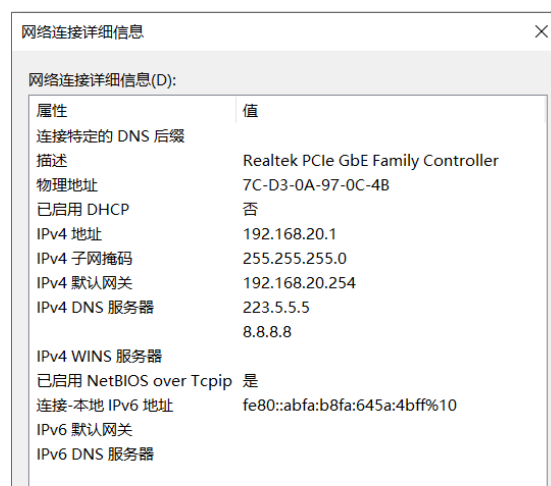 网络连接详细信息
网络连接详细信息(D):
属性 值
连接特定的 DNS 后缀
描述 Realtek PCIe GbE Family Controller
物理地址 7C-D3-0A-97-0C-4B
已启用 DHCP 否
IPv4 地址 192.168.20.1
IPv4 子网掩码 255.255.255.0
IPv4 默认网关 192.168.20.254
IPv4 DNS 服务器 223.5.5.5
8.8.8.8
IPv4 WINS 服务器
已启用 NetBIOS over Tcpip 是
连接-本地 IPv6 地址 fe80::abfa:b8fa:645a:4bff%10
IPv6 默认网关
IPv6 DNS 服务器